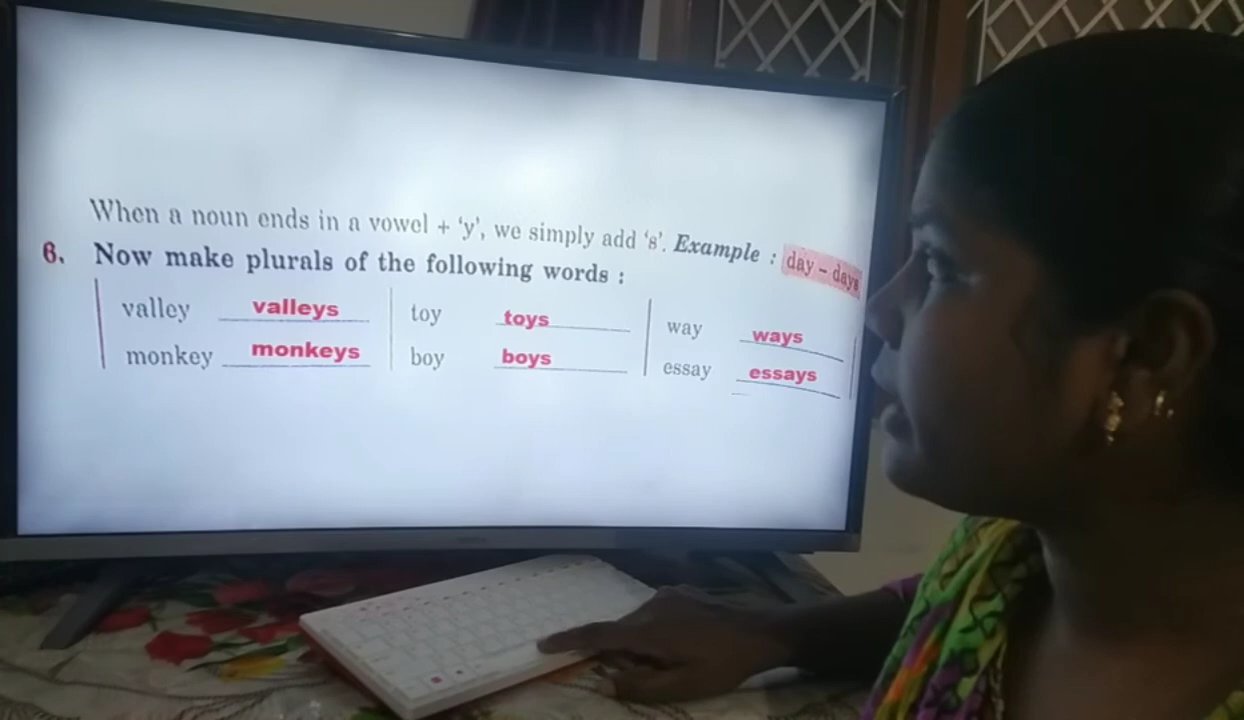 When a noun ends in a vowel + ‘y’, we simply add ‘s’. Example : day – days
6. Now make plurals of the following words :
valley valleys toy toys way ways
monkey monkeys boy boys essay essays